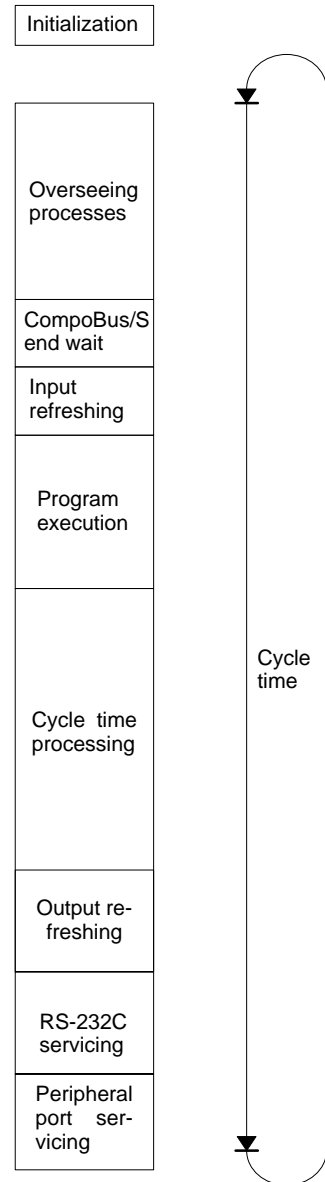 Initialization
Overseeing
processes
CompoBus/S
end wait
Input
refreshing
Program
execution
Cycle time
processing
Cycle
time
Output re-
freshing
RS-232C
servicing
Peripheral
port ser-
vicing